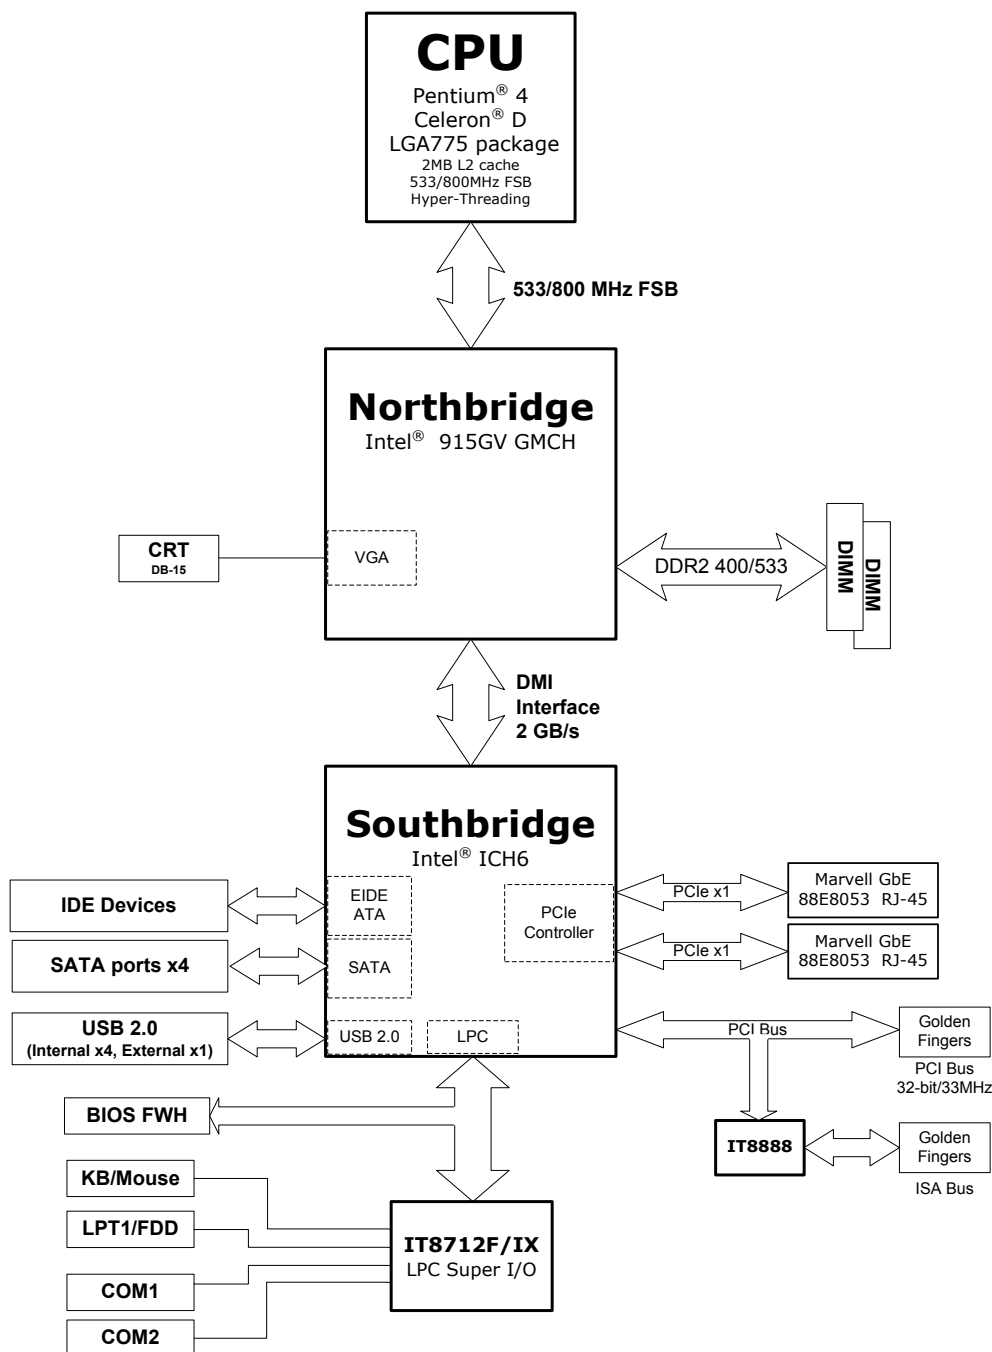 CPU
Pentium® 4
Celeron® D
LGA775 package
2MB L2 cache
533/800MHz FSB
Hyper-Threading
533/800 MHz FSB
Northbridge
Intel® 915GV GMCH
CRT
DB-15
VGA
DDR2 400/533
DIMM
DIMM
DMI
Interface
2 GB/s
Southbridge
Intel® ICH6
IDE Devices
EIDE
ATA
PCIe
Controller
PCIe x1
Marvell GbE
88E8053 RJ-45
SATA ports x4
SATA
PCIe x1
Marvell GbE
88E8053 RJ-45
USB 2.0
(Internal x4, External x1)
USB 2.0
LPC
PCI Bus
Golden
Fingers
PCI Bus
32-bit/33MHz
BIOS FWH
IT8888
Golden
Fingers
ISA Bus
KB/Mouse
LPT1/FDD
COM1
COM2
IT8712F/IX
LPC Super I/O